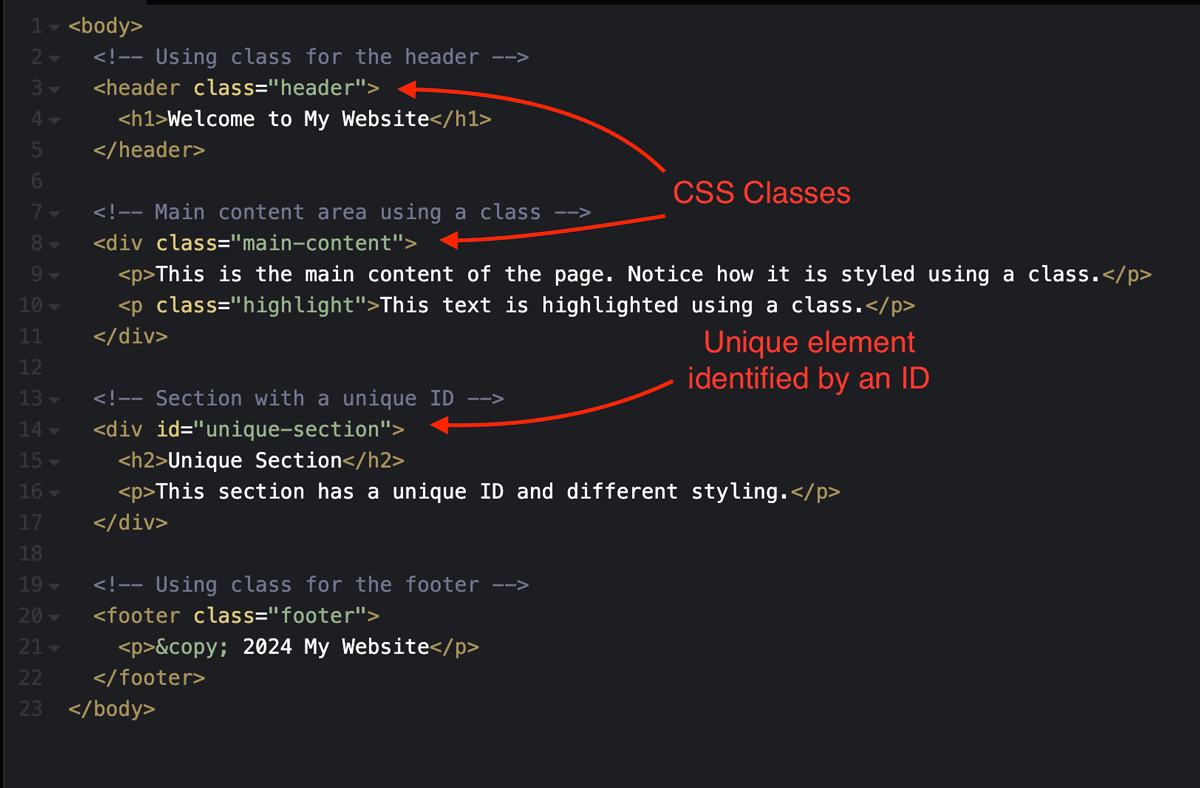 1 <body>
2 <!-- Using class for the header -->
3 <header class="header">
4 <h1>Welcome to My Website</h1>
5 </header>
6
CSS Classes
7 <!-- Main content area using a class -->
8 <div class="main-content">
9 <p>This is the main content of the page. Notice how it is styled using a class.</p>
10 <p class="highlight">This text is highlighted using a class.</p>
11 </div>
Unique element
12
identified by an ID
13 <!-- Section with a unique ID -->
14 <div id="unique-section">
15 <h2>Unique Section</h2>
16 <p>This section has a unique ID and different styling.</p>
17 </div>
18
19 <!-- Using class for the footer -->
20 <footer class="footer">
21 <p>&copy; 2024 My Website</p>
22 </footer>
23 </body>